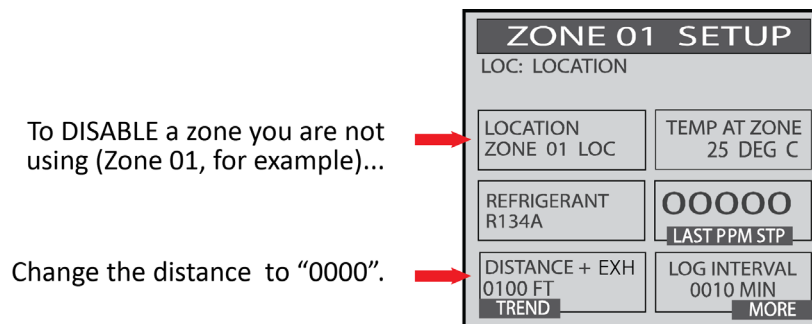 ZONE 01 SETUP
LOC: LOCATION
To DISABLE a zone you are not
using (Zone 01, for example)...
LOCATION
ZONE 01 LOC
TEMP AT ZONE
25 DEG C
REFRIGERANT
R134A
00000
LAST PPM STP
Change the distance to “0000”.
DISTANCE + EXH
0100 FT
TREND
LOG INTERVAL
0010 MIN
MORE